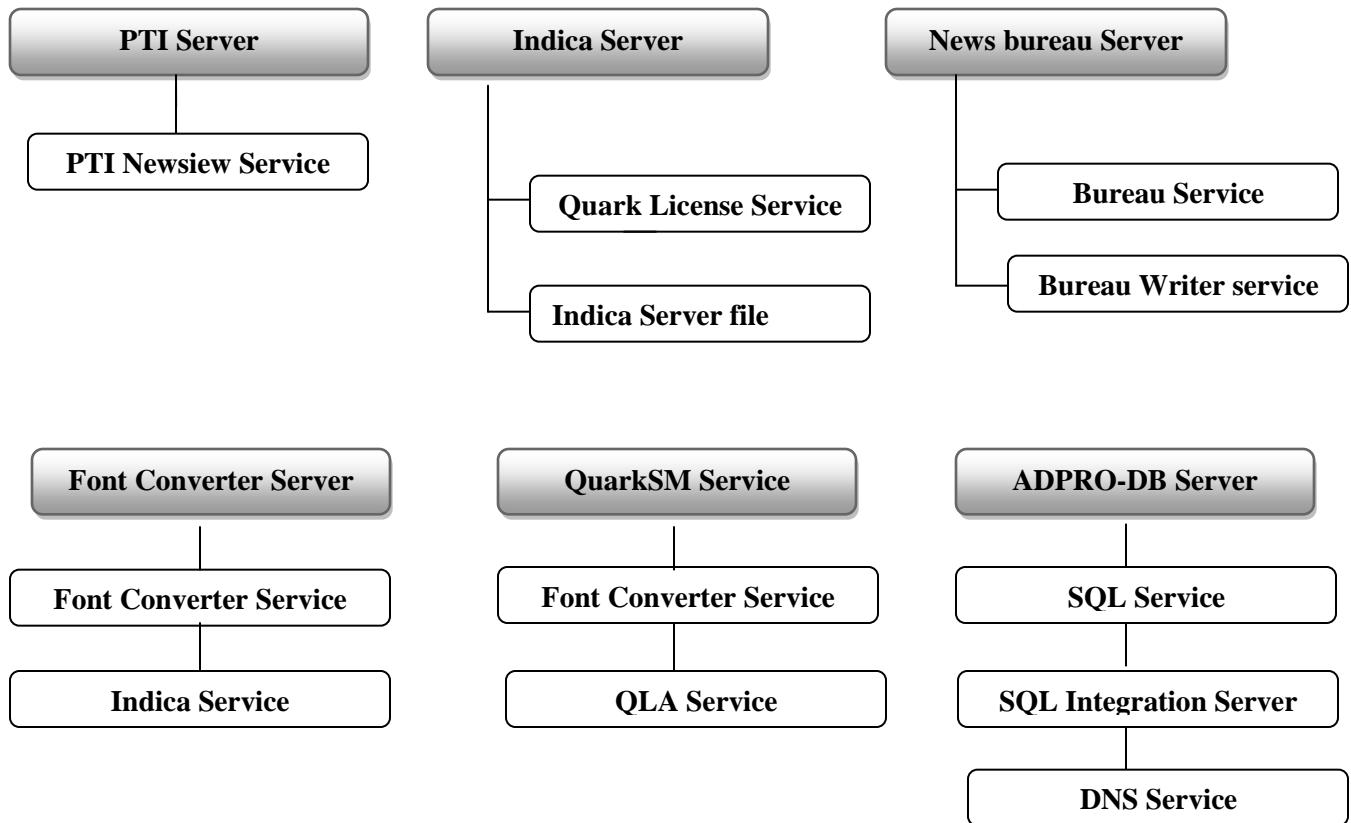 PTI Server
Indica Server
News bureau Server
PTI Newsiew Service
Quark License Service
Bureau Service
Indica Server file
Bureau Writer service
Font Converter Server
QuarkSM Service
ADPRO-DB Server
Font Converter Service
Font Converter Service
SQL Service
Indica Service
QLA Service
SQL Integration Server
DNS Service